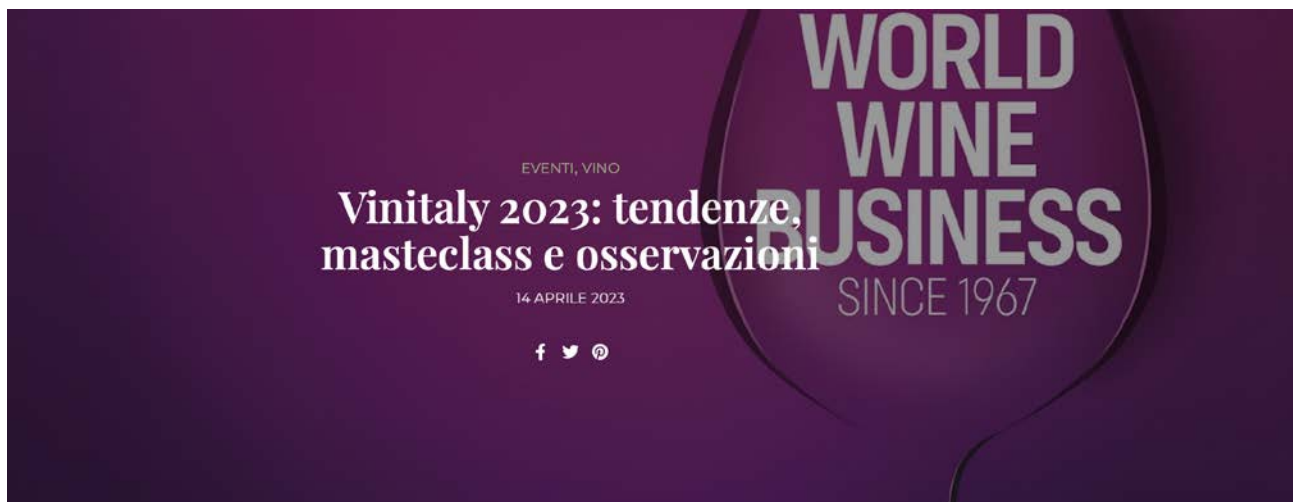 WORLD
WINE
BUSINESS
SINCE 1967
EVENTI, VINO
Vinitaly 2023: tendenze,
masteclass e osservazioni
14 APRILE 2023